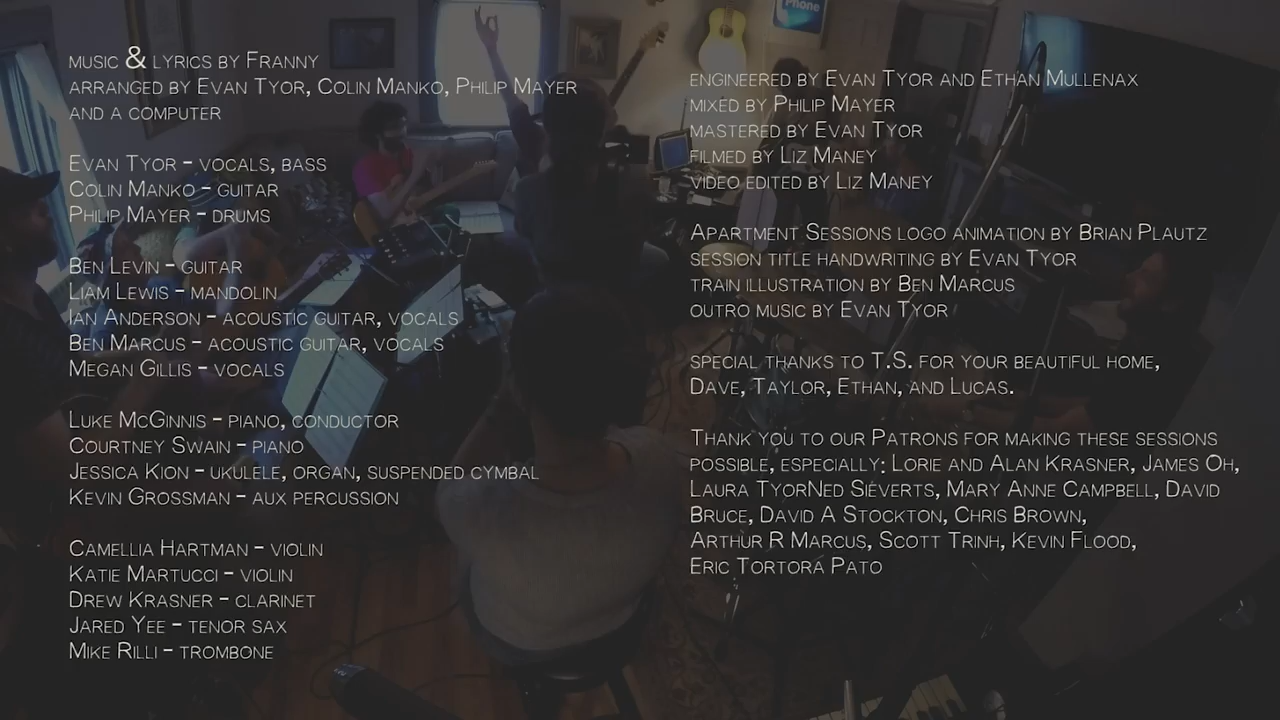 MUSIC & LYRICS BY FRANNY
ARRANGED BY EVAN TYOR, COLIN MANKO, PHILIP MAYER
AND A COMPUTER
EVAN TYOR - VOCALS, BASS
COLIN MANKO - GUITAR
PHILIP MAYER - DRUMS
BEN LEVIN - GUITAR
LIAM LEWIS - MANDOLIN
IAN ANDERSON - ACOUSTIC GUITAR, VOCALS
BEN MARCUS - ACOUSTIC GUITAR, VOCALS
MEGAN GILLIS - VOCALS
LUKE MCGINNIS - PIANO, CONDUCTOR
COURTNEY SWAIN - PIANO
JESSICA KION - UKULELE, ORGAN, SUSPENDED CYMBAL
KEVIN GROSSMAN - AUX PERCUSSION
CAMELLIA HARTMAN - VIOLIN
KATIE MARTUCCI - VIOLIN
DREW KRASNER - CLARINET
JARED YEE - TENOR SAX
MIKE RILLI - TROMBONE
Phone
ENGINEERED BY EVAN TYOR AND ETHAN MULLENAX
MIXED BY PHILIP MAYER
MASTERED BY EVAN TYOR
FILMED BY LIZ MANEY
VIDEO EDITED BY LIZ MANEY
APARTMENT SESSIONS LOGO ANIMATION BY BRIAN PLAUTZ
SESSION TITLE HANDWRITING BY EVAN TYOR
TRAIN ILLUSTRATION BY BEN MARCUS
OUTRO MUSIC BY EVAN TYOR
SPECIAL THANKS TO T.S. FOR YOUR BEAUTIFUL HOME,
DAVE, TAYLOR, ETHAN, AND LUCAS.
THANK YOU TO OUR PATRONS FOR MAKING THESE SESSIONS
POSSIBLE, ESPECIALLY: LORIE AND ALAN KRASNER, JAMES OH,
LAURA TYORNED SIEVERTS, MARY ANNE CAMPBELL, DAVID
BRUCE, DAVID A STOCKTON, CHRIS BROWN,
ARTHUR R MARCUS, SCOTT TRINH, KEVIN FLOOD,
ERIC TORTORA PATO